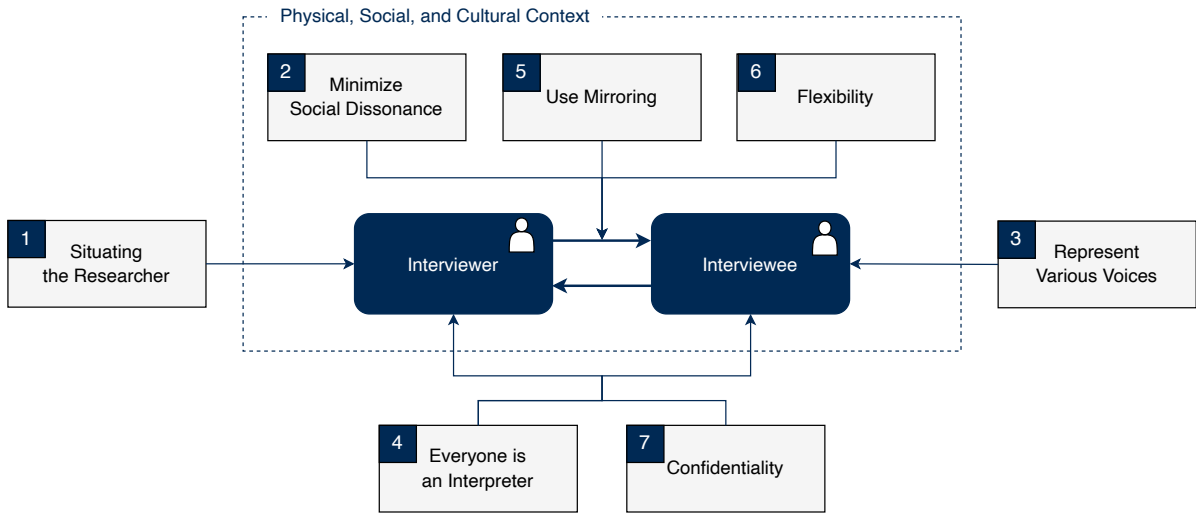 Physical, Social, and Cultural Context
2
Minimize
Social Dissonance
5
Use Mirroring
6
Flexibility
1
Situating
the Researcher
Interviewer
Interviewee
3
Represent
Various Voices
4
Everyone is
an Interpreter
7
Confidentiality